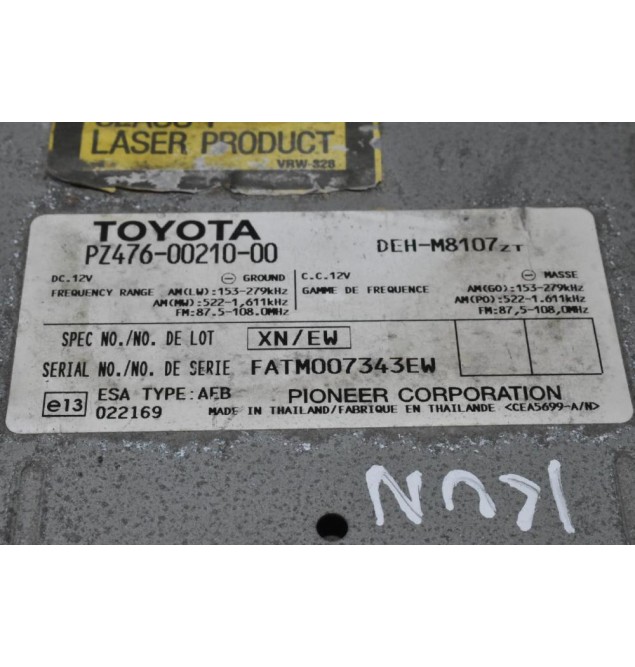 LASER PRODUCT
VRW-328
TOYOTA
PZ476-00210-00
DEH-M8107ZT
DC.12V ⊖ GROUND
FREQUENCY RANGE AM(LW):153-279kHz
AM(MW):522-1,611kHz
FM:87.5-108.0MHz
C.C.12V ⊖ MASSE
GAMME DE FREQUENCE AM(GO):153-279kHz
AM(PO):522-1.611kHz
FM:87,5-108,0MHz
SPEC NO./NO. DE LOT XN/EW
SERIAL NO./NO. DE SERIE FATM007343EW
e13 ESA TYPE:AEB
022169
PIONEER CORPORATION
MADE IN THAILAND/FABRIQUE EN THAILANDE <CEA5699-A/N>